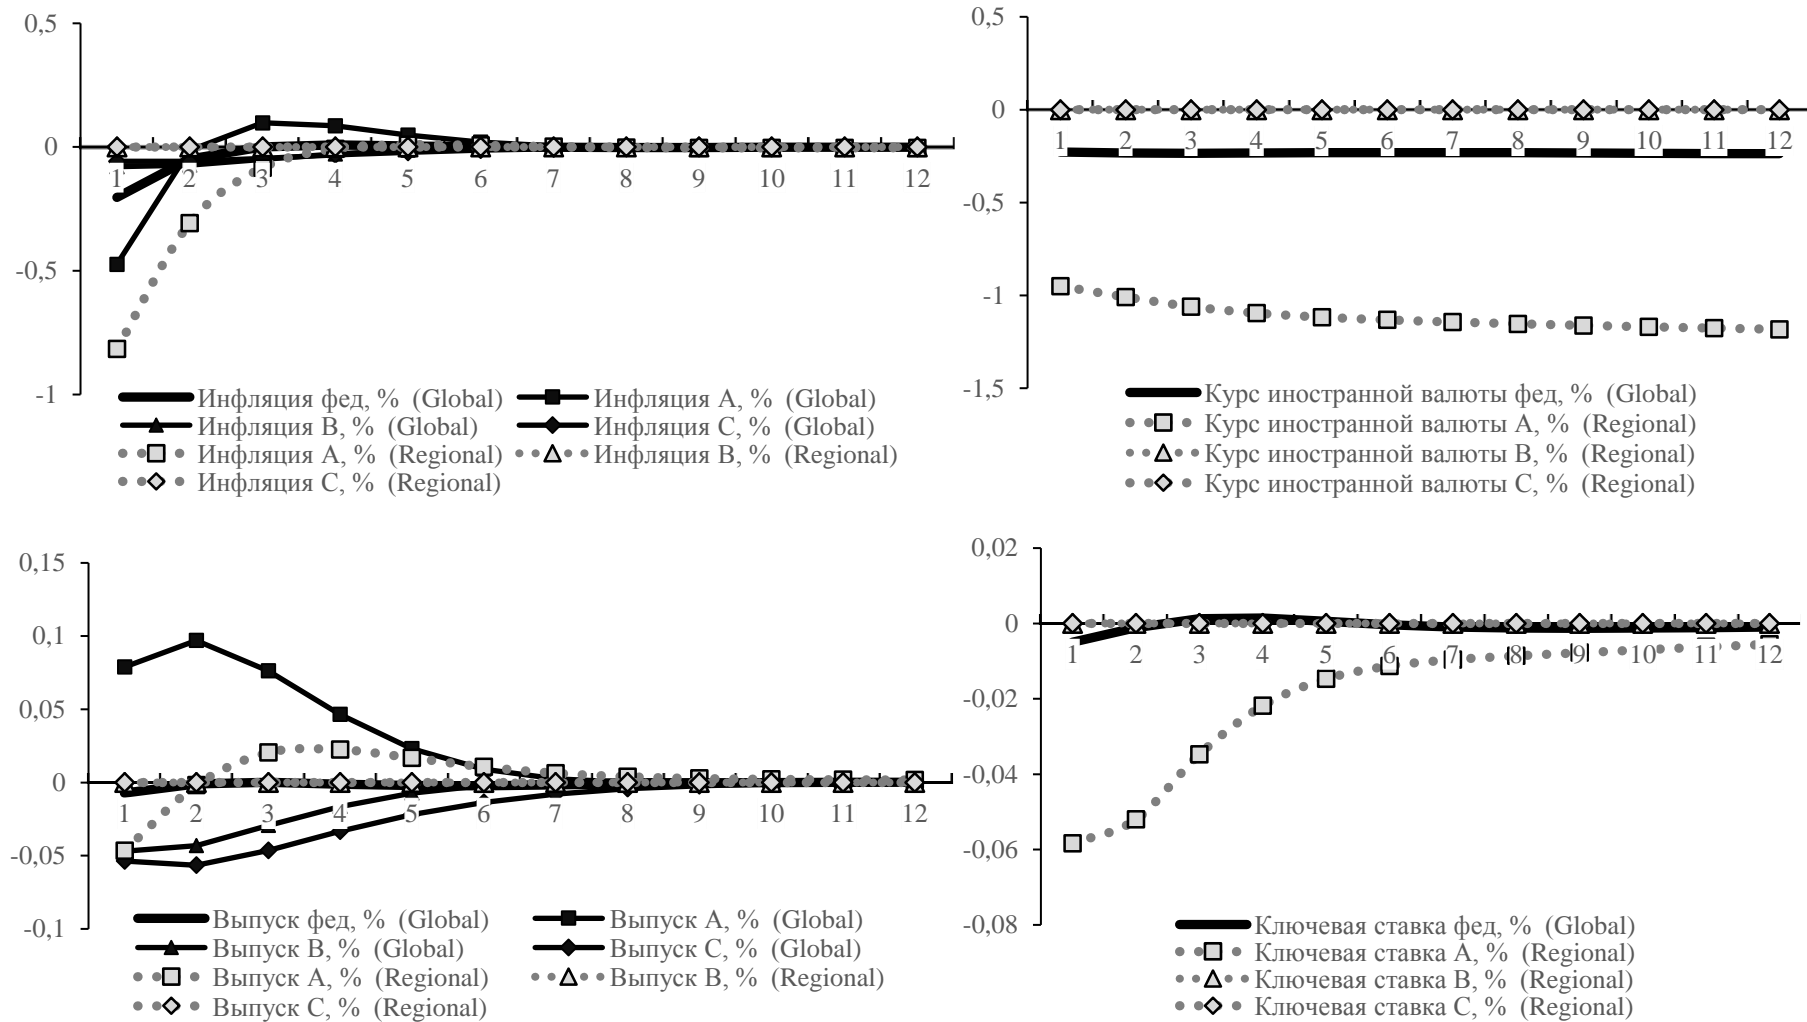 0,5
0
-0,5
-1
1 2 3 4 5 6 7 8 9 10 11 12
Инфляция фед, % (Global) Инфляция А, % (Global)
Инфляция В, % (Global) Инфляция С, % (Global)
Инфляция А, % (Regional) Инфляция В, % (Regional)
Инфляция С, % (Regional)
0,5
0
-0,5
-1
-1,5
1 2 3 4 5 6 7 8 9 10 11 12
Курс иностранной валюты фед, % (Global)
Курс иностранной валюты А, % (Regional)
Курс иностранной валюты В, % (Regional)
Курс иностранной валюты С, % (Regional)
0,15
0,1
0,05
0
-0,05
-0,1
1 2 3 4 5 6 7 8 9 10 11 12
Выпуск фед, % (Global) Выпуск А, % (Global)
Выпуск В, % (Global) Выпуск С, % (Global)
Выпуск А, % (Regional) Выпуск В, % (Regional)
Выпуск С, % (Regional)
0,02
0
-0,02
-0,04
-0,06
-0,08
1 2 3 4 5 6 7 8 9 10 11 12
Ключевая ставка фед, % (Global)
Ключевая ставка А, % (Regional)
Ключевая ставка В, % (Regional)
Ключевая ставка С, % (Regional)